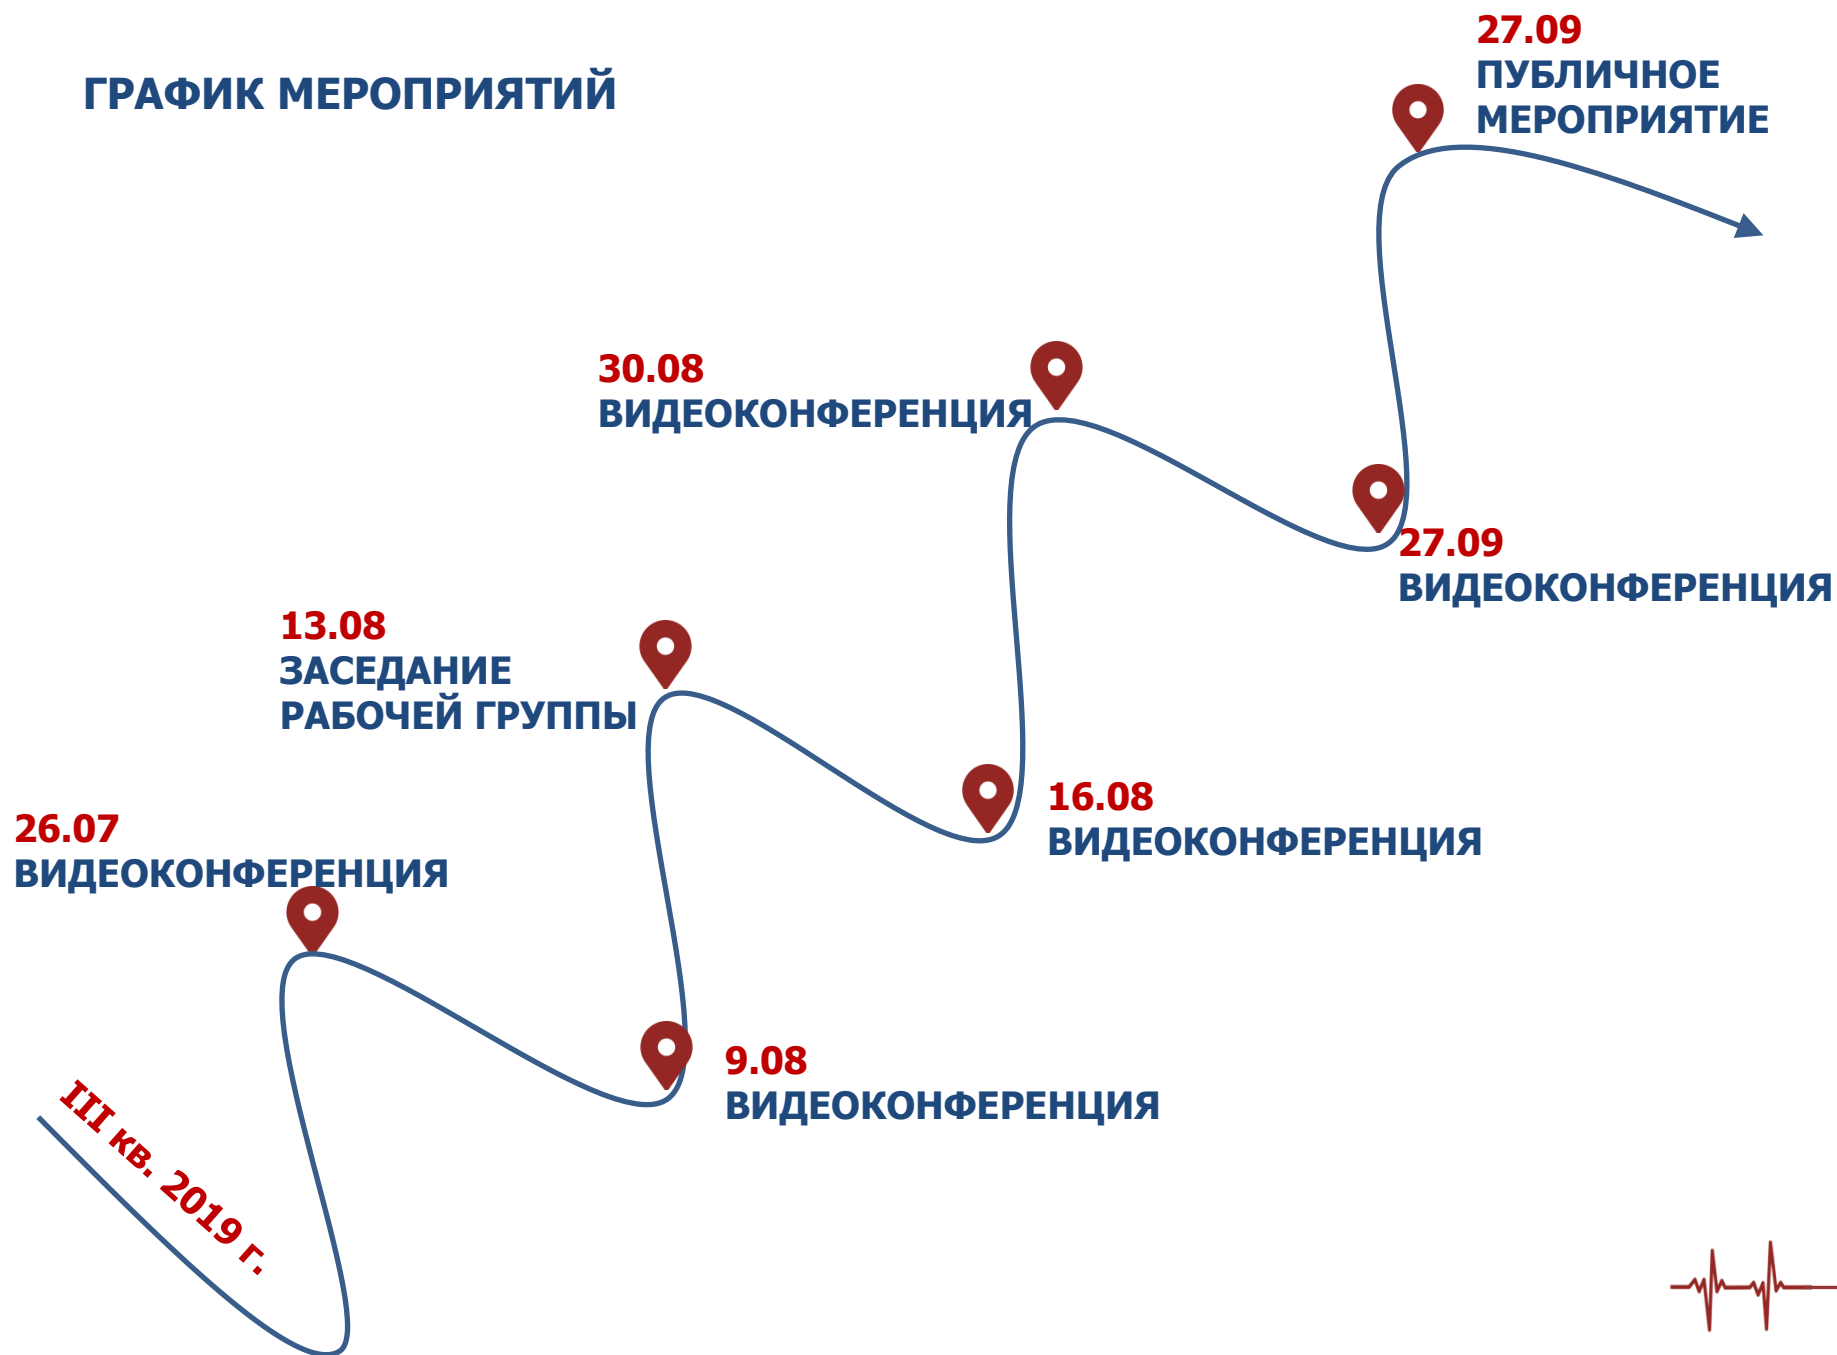 ГРАФИК МЕРОПРИЯТИЙ
27.09
ПУБЛИЧНОЕ
МЕРОПРИЯТИЕ
30.08
ВИДЕОКОНФЕРЕНЦИЯ
27.09
ВИДЕОКОНФЕРЕНЦИЯ
13.08
ЗАСЕДАНИЕ
РАБОЧЕЙ ГРУППЫ
16.08
ВИДЕОКОНФЕРЕНЦИЯ
26.07
ВИДЕОКОНФЕРЕНЦИЯ
9.08
ВИДЕОКОНФЕРЕНЦИЯ
III кв. 2019 г.